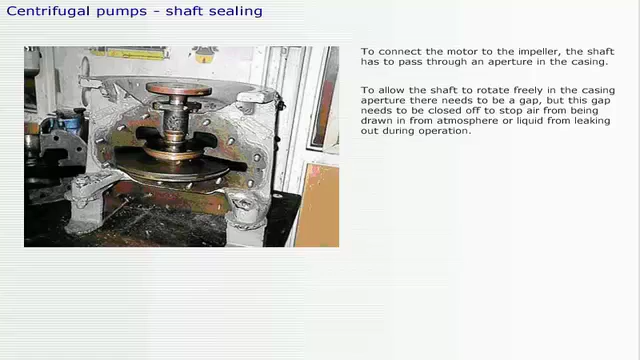 Centrifugal pumps - shaft sealing
To connect the motor to the impeller, the shaft
has to pass through an aperture in the casing.
To allow the shaft to rotate freely in the casing
aperture there needs to be a gap, but this gap
needs to be closed off to stop air from being
drawn in from atmosphere or liquid from leaking
out during operation.